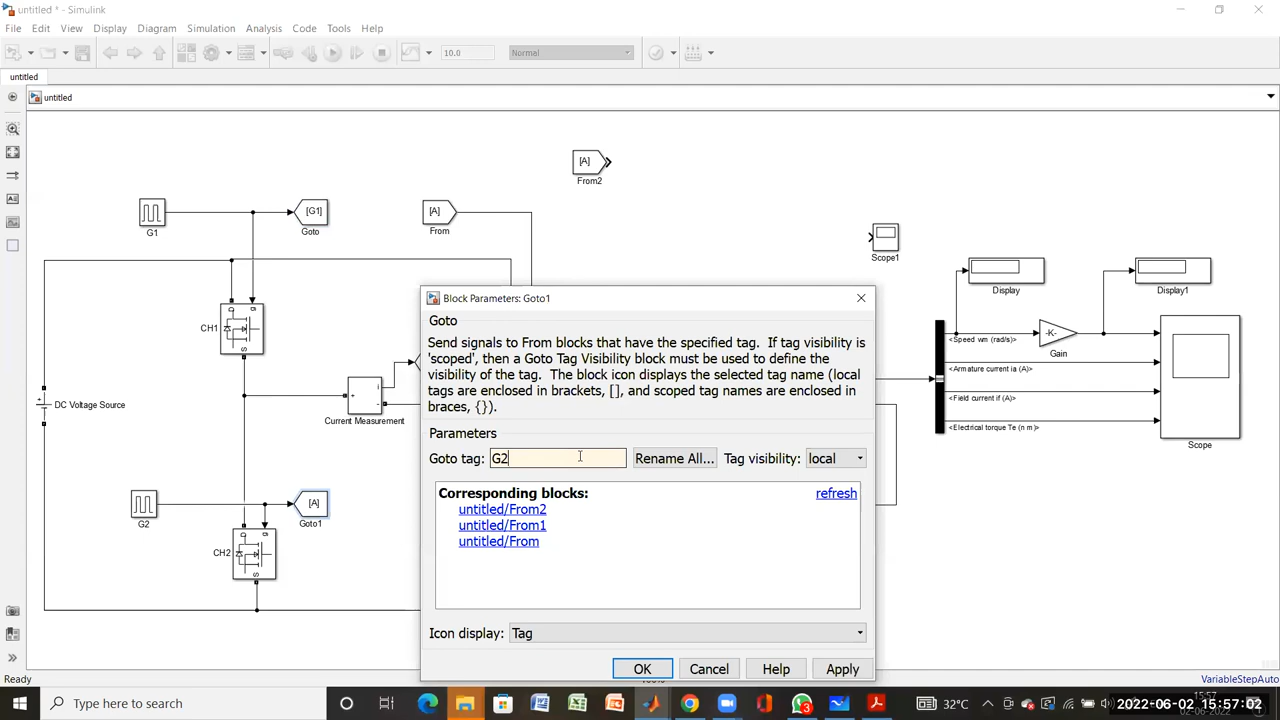 untitled * - Simulink
File Edit View Display Diagram Simulation Analysis Code Tools Help
10.0
Normal
untitled
untitled
[A]
From2
G1
[G1]
Goto
[A]
From
Scope1
Display
Display1
CH1
DC Voltage Source
Current Measurement
i
+
-
G2
[A]
Goto1
CH2
<Speed wm (rad/s)>
-K-
Gain
<Armature current ia (A)>
<Field current if (A)>
<Electrical torque Te (n m)>
Scope
Block Parameters: Goto1
Goto
Send signals to From blocks that have the specified tag. If tag visibility is
'scoped', then a Goto Tag Visibility block must be used to define the
visibility of the tag. The block icon displays the selected tag name (local
tags are enclosed in brackets, [], and scoped tag names are enclosed in
braces, {}).
Parameters
Goto tag: G2 Rename All... Tag visibility: local
Corresponding blocks: refresh
untitled/From2
untitled/From1
untitled/From
Icon display: Tag
OK Cancel Help Apply
Ready
VariableStepAuto
Type here to search
3
32°C
15:57
2022-06-02 15:57:02